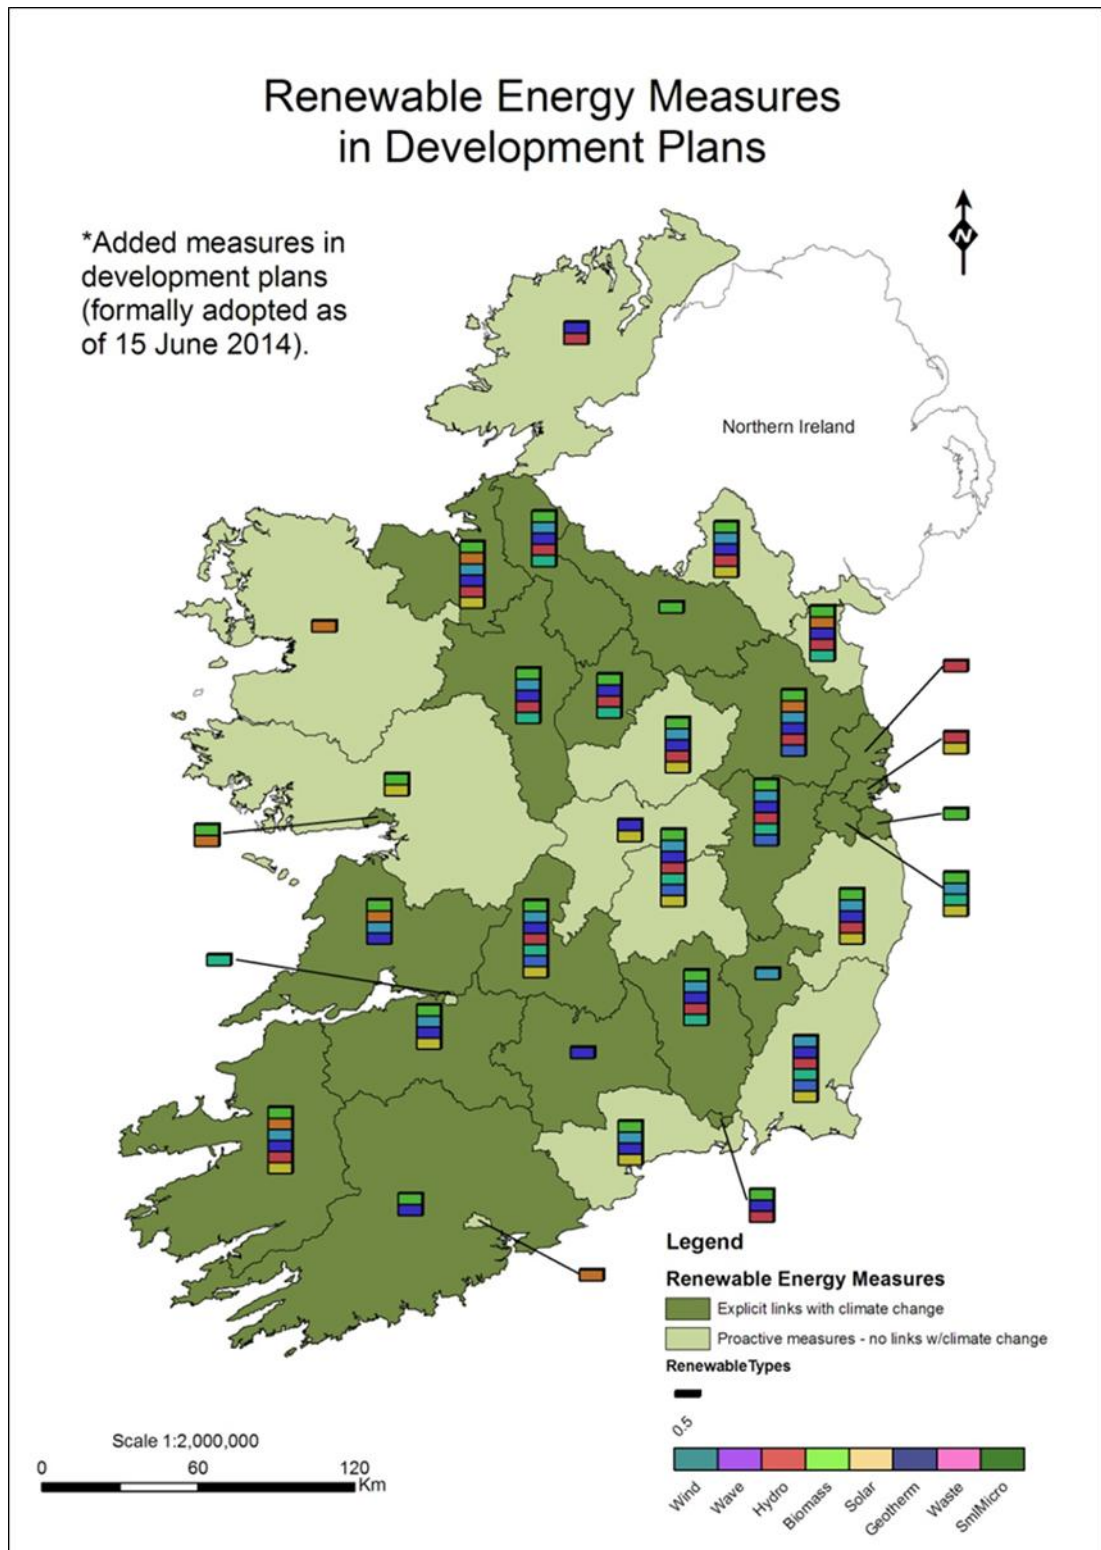 Renewable Energy Measures
in Development Plans
*Added measures in
development plans
(formally adopted as
of 15 June 2014).
N
Northern Ireland
Legend
Renewable Energy Measures
Explicit links with climate change
Proactive measures - no links w/climate change
RenewableTypes
0.5
Wind
Wave
Hydro
Biomass
Solar
Geotherm
Waste
SmlMicro
Scale 1:2,000,000
0 60 120
Km